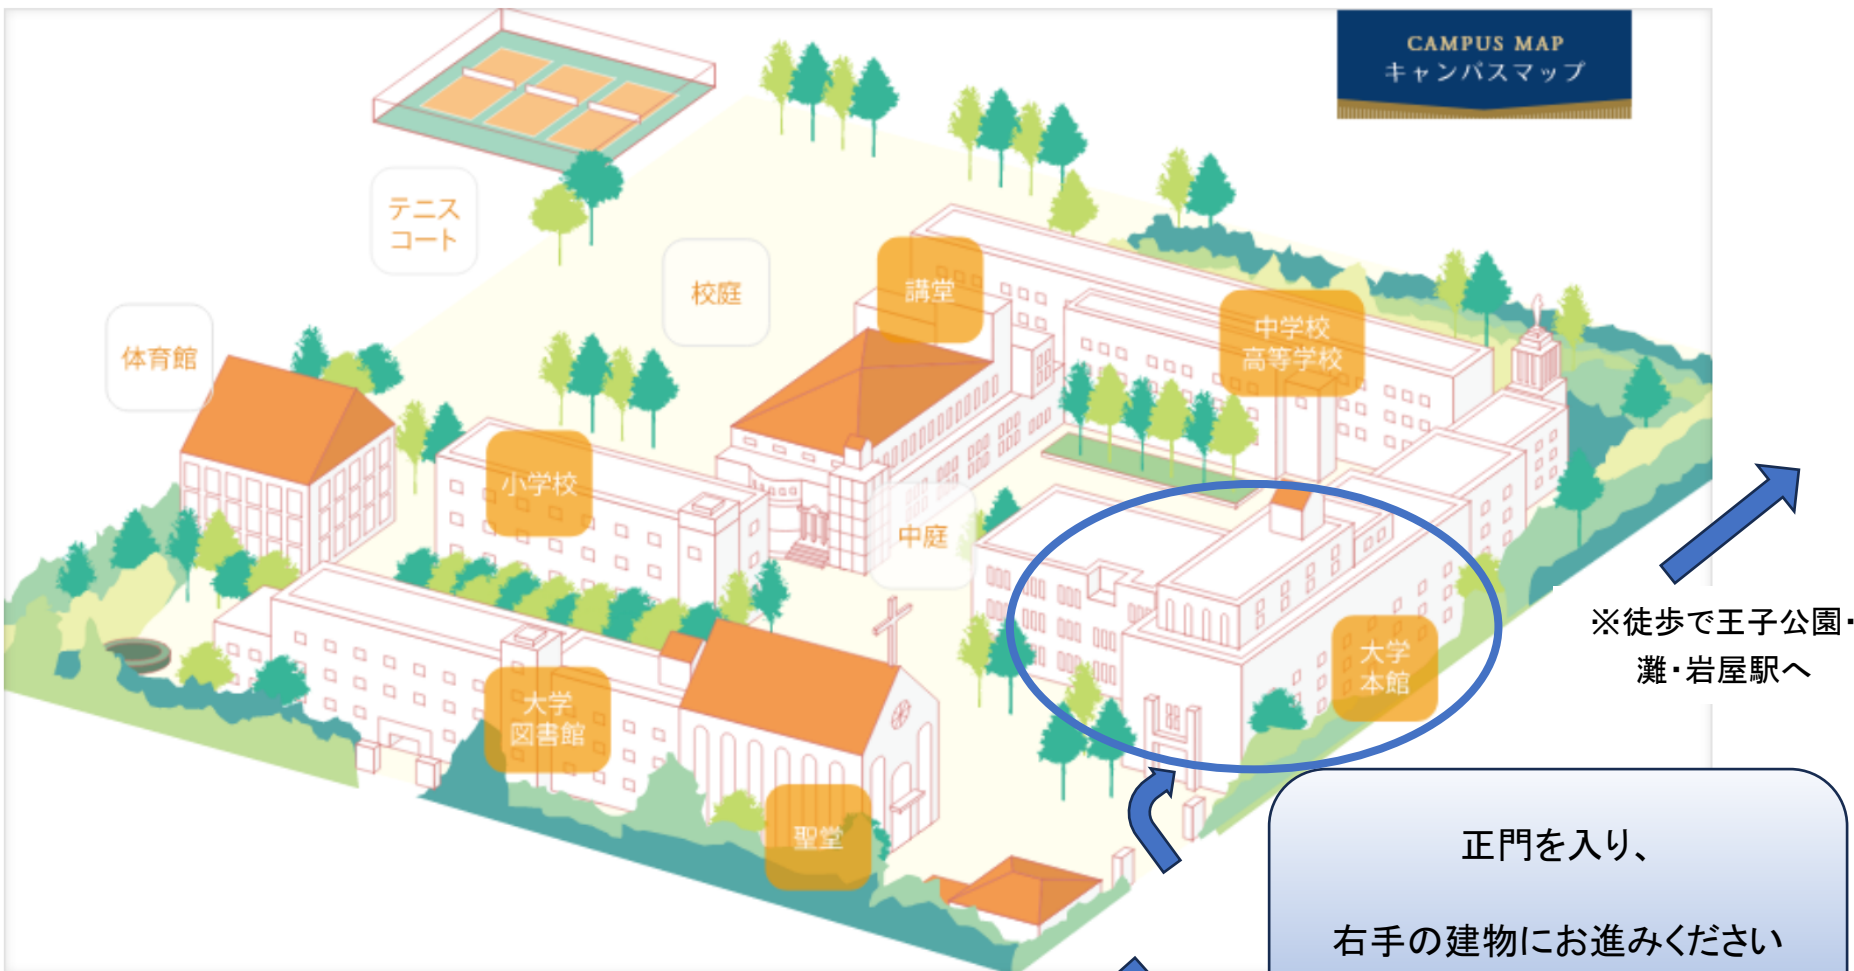 CAMPUS MAP
キャンパスマップ
テニス
コート
校庭
講堂
中学校
高等学校
体育館
小学校
中庭
※徒歩で王子公園・
灘・岩屋駅へ
大学
本館
大学
図書館
聖堂
正門を入り、
右手の建物にお進みください